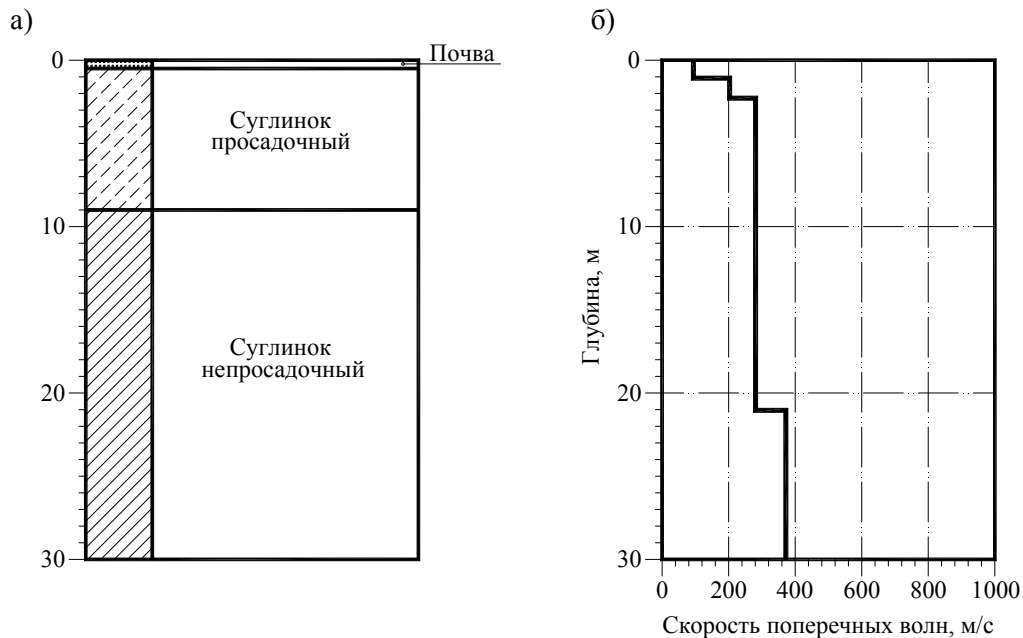 а)
0
10
20
30
Почва
Суглинок
просадочный
Суглинок
непросадочный
б)
0
10
20
30
Глубина, м
0 200 400 600 800 1000
Скорость поперечных волн, м/с